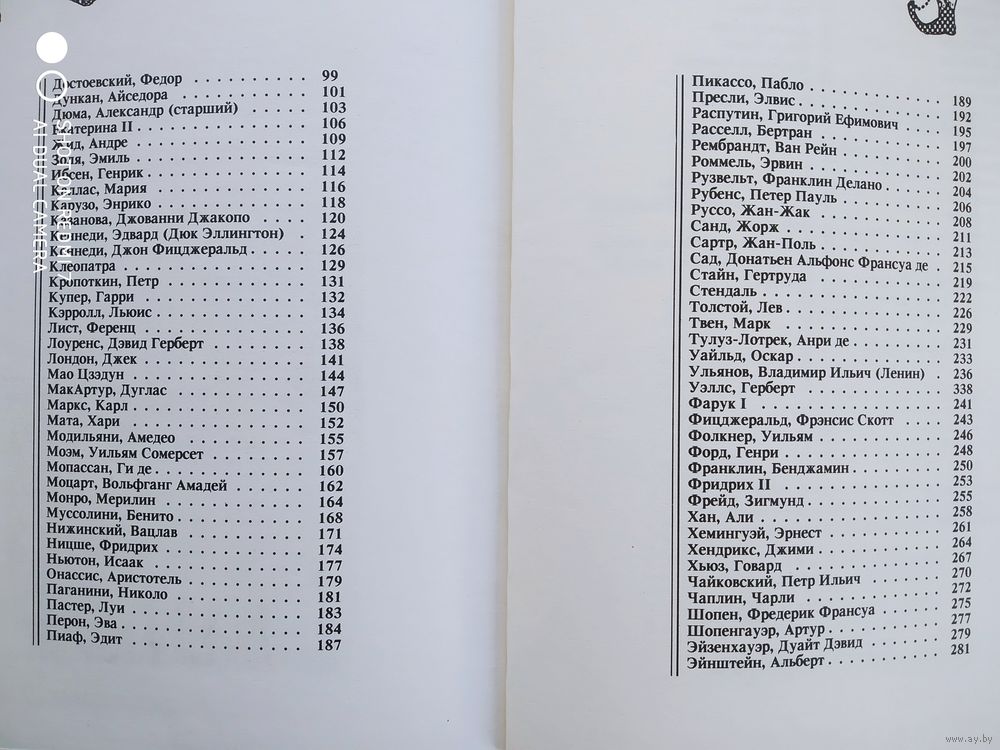 Достоевский, Федор . . . . . . . . . . 99
Дункан, Айседора . . . . . . . . . . 101
Дюма, Александр (старший) . . . . . 103
Екатерина II . . . . . . . . . . . . . 106
Жид, Андре . . . . . . . . . . . . . 109
Золя, Эмиль . . . . . . . . . . . . . 112
Ибсен, Генрик . . . . . . . . . . . . 114
Каллас, Мария . . . . . . . . . . . . 116
Карузо, Энрико . . . . . . . . . . . 118
Казанова, Джованни Джакопо . . . . 120
Кеннеди, Эдвард (Дюк Эллингтон) . 124
Кеннеди, Джон Фицджеральд . . . . . 126
Клеопатра . . . . . . . . . . . . . . 129
Кропоткин, Петр . . . . . . . . . . . 131
Купер, Гарри . . . . . . . . . . . . 132
Кэрролл, Льюис . . . . . . . . . . . 134
Лист, Ференц . . . . . . . . . . . . 136
Лоуренс, Дэвид Герберт . . . . . . . 138
Лондон, Джек . . . . . . . . . . . . 141
Мао Цзэдун . . . . . . . . . . . . . 144
МакАртур, Дуглас . . . . . . . . . . 147
Маркс, Карл . . . . . . . . . . . . . 150
Мата, Хари . . . . . . . . . . . . . 152
Модильяни, Амедео . . . . . . . . . 155
Моэм, Уильям Сомерсет . . . . . . . 157
Мопассан, Ги де . . . . . . . . . . . 160
Моцарт, Вольфганг Амадей . . . . . . 162
Монро, Мерилин . . . . . . . . . . . 164
Муссолини, Бенито . . . . . . . . . . 168
Нижинский, Вацлав . . . . . . . . . 171
Ницше, Фридрих . . . . . . . . . . . 174
Ньютон, Исаак . . . . . . . . . . . . 177
Онассис, Аристотель . . . . . . . . . 179
Паганини, Николо . . . . . . . . . . 181
Пастер, Луи . . . . . . . . . . . . . 183
Перон, Эва . . . . . . . . . . . . . 184
Пиаф, Эдит . . . . . . . . . . . . . 187
SHOT ON REDMI 7
AI DUAL CAMERA
Пикассо, Пабло . . . . . . . . . . . 189
Пресли, Элвис . . . . . . . . . . . . 192
Распутин, Григорий Ефимович . . . . 195
Расселл, Бертран . . . . . . . . . . 197
Рембрандт, Ван Рейн . . . . . . . . . 200
Роммель, Эрвин . . . . . . . . . . . 202
Рузвельт, Франклин Делано . . . . . 204
Рубенс, Петер Пауль . . . . . . . . . 206
Руссо, Жан-Жак . . . . . . . . . . . 208
Санд, Жорж . . . . . . . . . . . . . 211
Сартр, Жан-Поль . . . . . . . . . . . 213
Сад, Донатьен Альфонс Франсуа де . 215
Стайн, Гертруда . . . . . . . . . . . 219
Стендаль . . . . . . . . . . . . . . 222
Толстой, Лев . . . . . . . . . . . . 226
Твен, Марк . . . . . . . . . . . . . 229
Тулуз-Лотрек, Анри де . . . . . . . . 231
Уайльд, Оскар . . . . . . . . . . . . 233
Ульянов, Владимир Ильич (Ленин) . 236
Уэллс, Герберт . . . . . . . . . . . 338
Фарук I . . . . . . . . . . . . . . . 241
Фицджеральд, Фрэнсис Скотт . . . . 243
Фолкнер, Уильям . . . . . . . . . . 246
Форд, Генри . . . . . . . . . . . . . 248
Франклин, Бенджамин . . . . . . . . 250
Фридрих II . . . . . . . . . . . . . 253
Фрейд, Зигмунд . . . . . . . . . . . 255
Хан, Али . . . . . . . . . . . . . . 258
Хемингуэй, Эрнест . . . . . . . . . . 261
Хендрикс, Джими . . . . . . . . . . 264
Хьюз, Говард . . . . . . . . . . . . 267
Чайковский, Петр Ильич . . . . . . . 270
Чаплин, Чарли . . . . . . . . . . . . 272
Шопен, Фредерик Франсуа . . . . . . 275
Шопенгауэр, Артур . . . . . . . . . . 277
Эйзенхауэр, Дуайт Дэвид . . . . . . 279
Эйнштейн, Альберт . . . . . . . . . . 281
www.ay.by